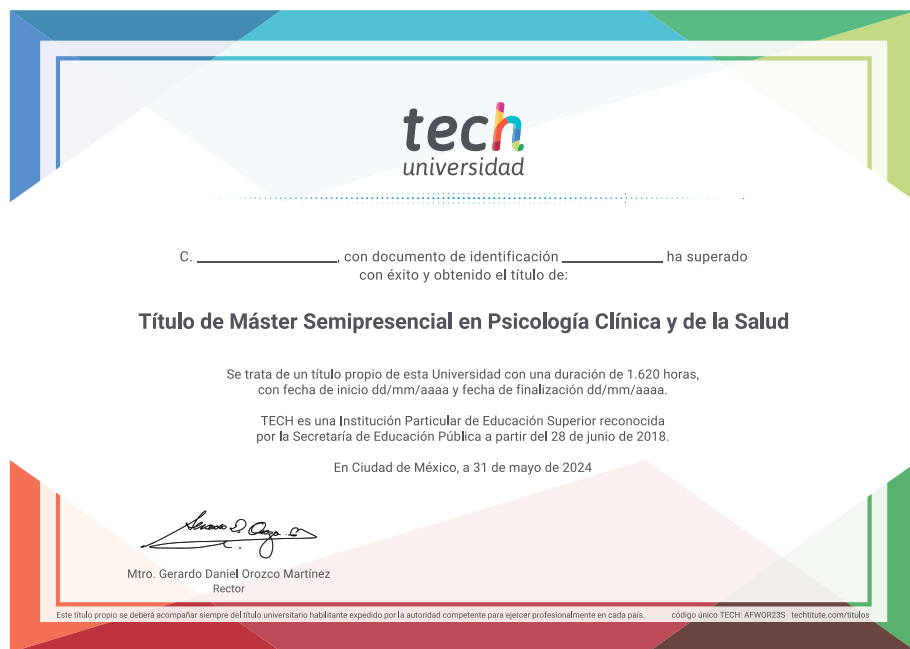 tech
universidad
C. ____________________, con documento de identificación ______________ ha superado
con éxito y obtenido el título de:
Título de Máster Semipresencial en Psicología Clínica y de la Salud
Se trata de un título propio de esta Universidad con una duración de 1.620 horas,
con fecha de inicio dd/mm/aaaa y fecha de finalización dd/mm/aaaa.
TECH es una Institución Particular de Educación Superior reconocida
por la Secretaría de Educación Pública a partir del 28 de junio de 2018.
En Ciudad de México, a 31 de mayo de 2024
Mtro. Gerardo Daniel Orozco Martínez
Rector
Este título propio se deberá acompañar siempre del título universitario habilitante expedido por la autoridad competente para ejercer profesionalmente en cada país. código único TECH: AFWOR23S techtitute.com/titulos